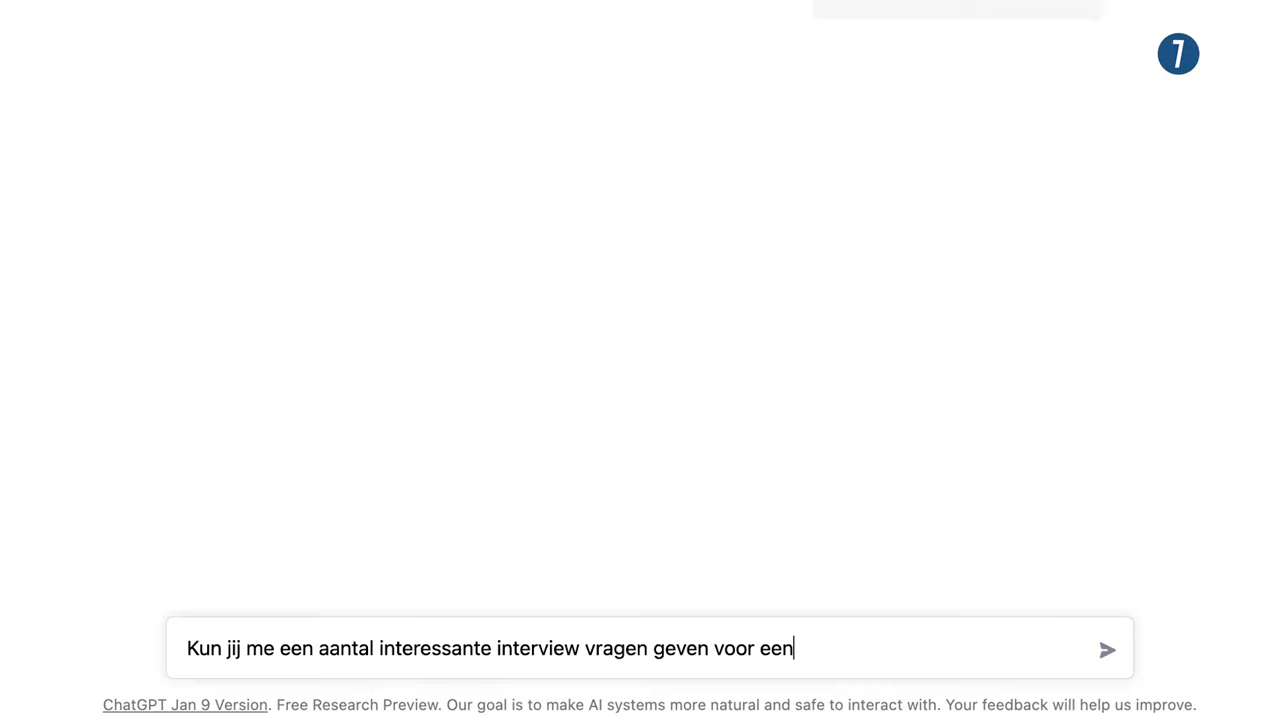 7
Kun jij me een aantal interessante interview vragen geven voor een
ChatGPT Jan 9 Version. Free Research Preview. Our goal is to make AI systems more natural and safe to interact with. Your feedback will help us improve.